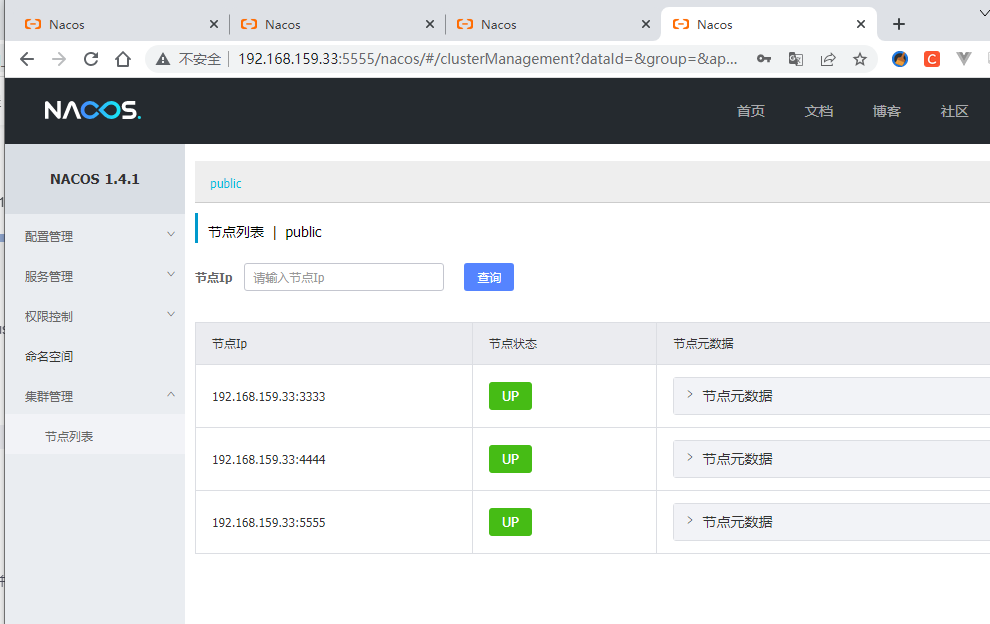 Nacos Nacos Nacos Nacos
不安全 192.168.159.33:5555/nacos/#/clusterManagement?dataId=&group=&ap...
NACOS. 首页 文档 博客 社区
NACOS 1.4.1
配置管理
服务管理
权限控制
命名空间
集群管理
节点列表
public
节点列表 | public
节点Ip 请输入节点Ip 查询
节点Ip 节点状态 节点元数据
192.168.159.33:3333 UP 节点元数据
192.168.159.33:4444 UP 节点元数据
192.168.159.33:5555 UP 节点元数据